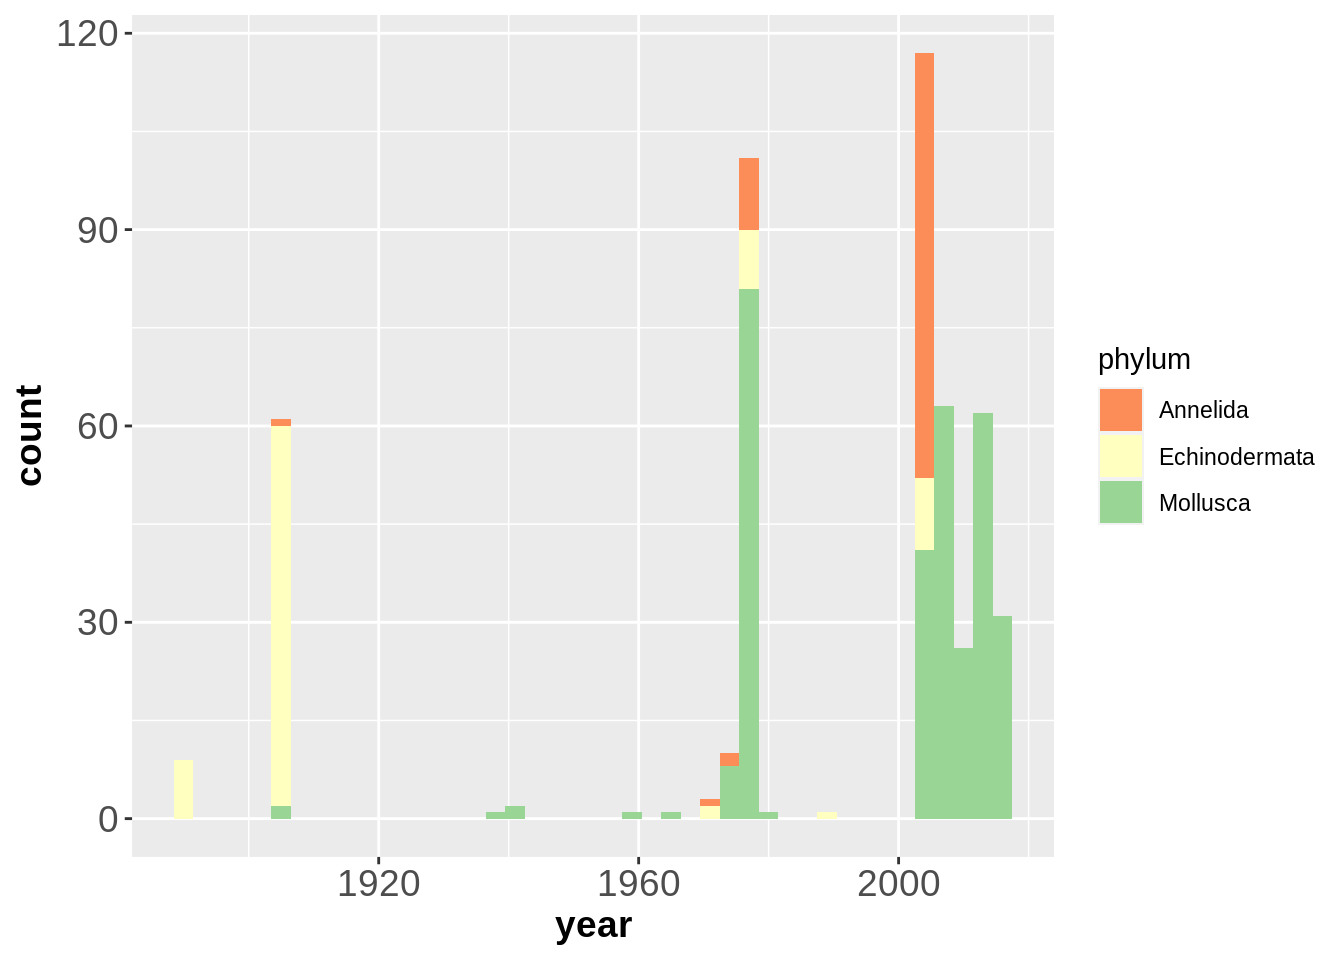 120
90
60
30
0
count
1920
1960
2000
year
phylum
Annelida
Echinodermata
Mollusca